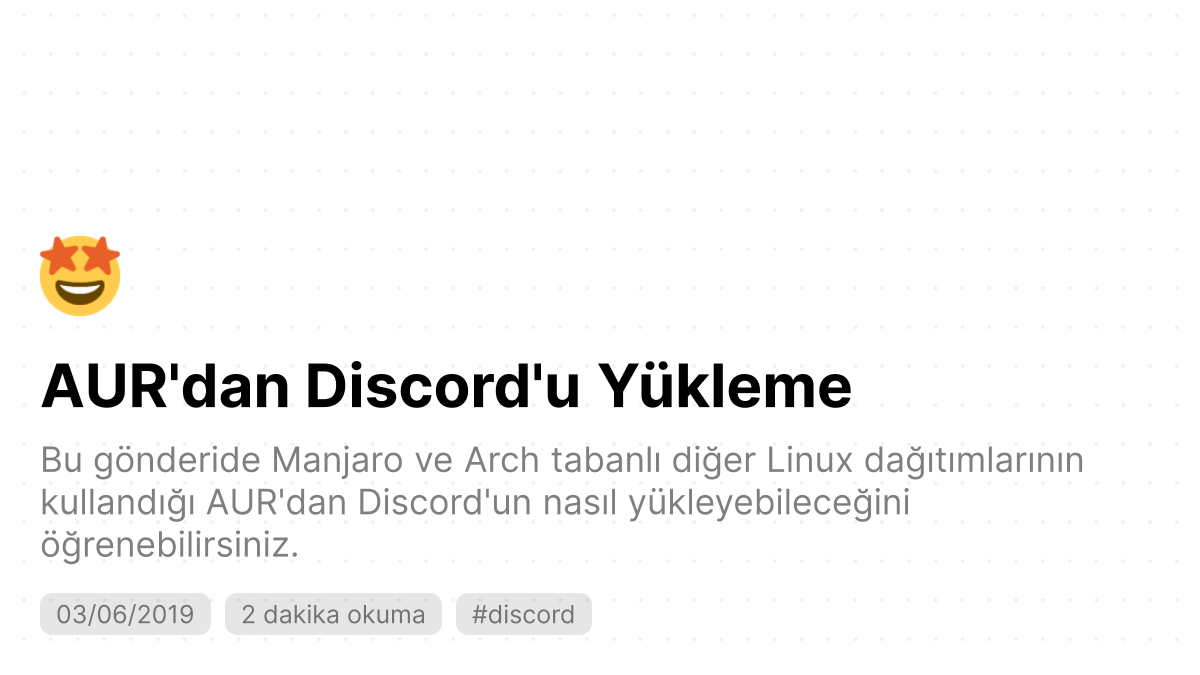 AUR'dan Discord'u Yükleme
Bu gönderide Manjaro ve Arch tabanlı diğer Linux dağıtımlarının
kullandığı AUR'dan Discord'un nasıl yükleyebileceğini
öğrenebilirsiniz.
03/06/2019 2 dakika okuma #discord